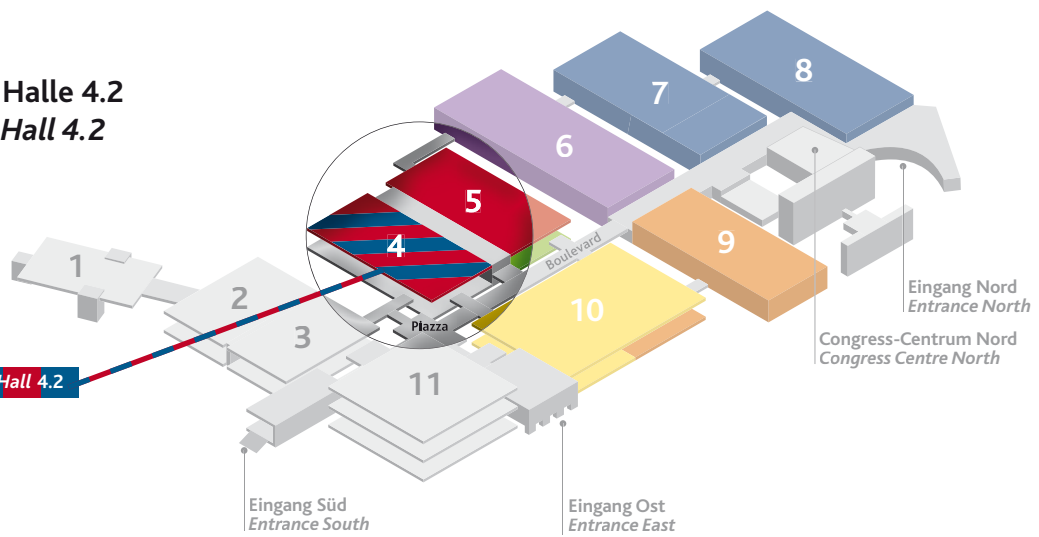 Halle 4.2
Hall 4.2
8
7
6
5
4
9
Boulevard
1
2
3
10
Piazza
11
Hall 4.2
Eingang Nord
Entrance North
Congress-Centrum Nord
Congress Centre North
Eingang Süd
Entrance South
Eingang Ost
Entrance East